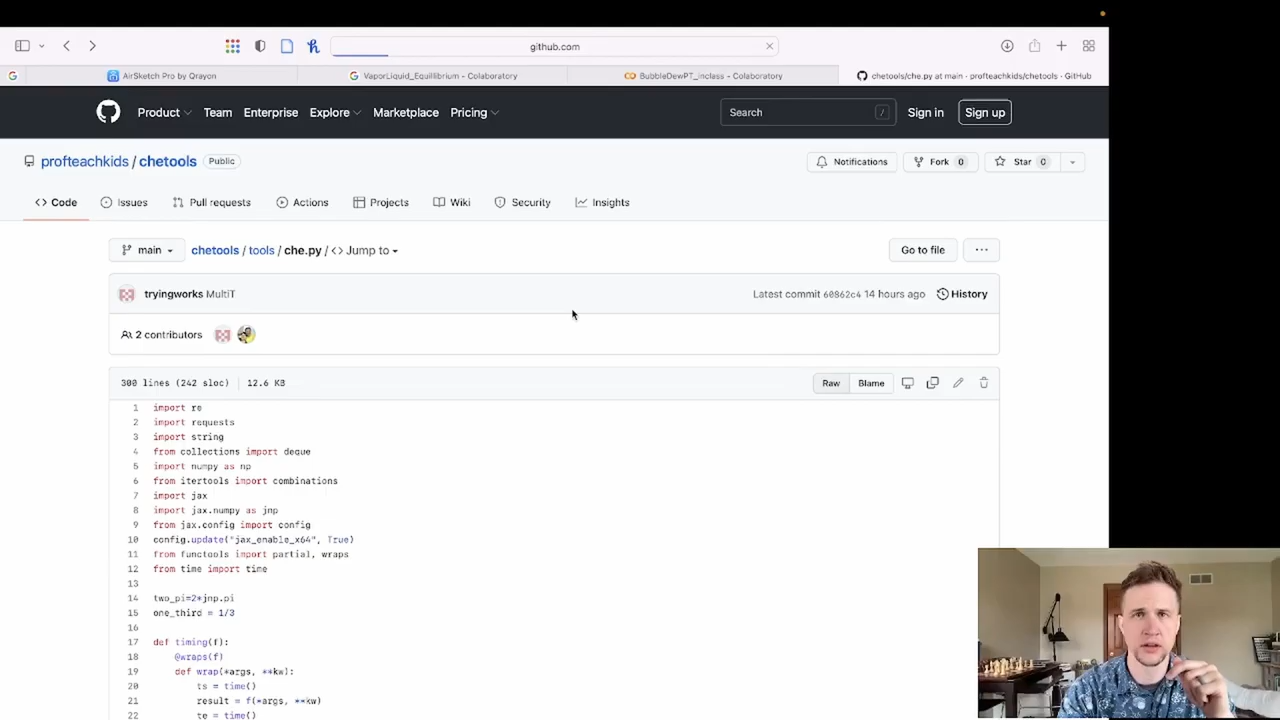 github.com
AirSketch Pro by Qrayon
VaporLiquid_Equillibrium - Colaboratory
BubbleDewPT_inclass - Colaboratory
chetools/che.py at main · profteachkids/chetools · GitHub
Product Team Enterprise Explore Marketplace Pricing
Search /
Sign in
Sign up
profteachkids / chetools Public
Notifications
Fork 0
Star 0
<> Code
Issues
Pull requests
Actions
Projects
Wiki
Security
Insights
main
chetools / tools / che.py / <> Jump to
Go to file
...
tryingworks MultiT
Latest commit 60862c4 14 hours ago
History
2 contributors
300 lines (242 sloc) 12.6 KB
Raw
Blame
1 import re
2 import requests
3 import string
4 from collections import deque
5 import numpy as np
6 from itertools import combinations
7 import jax
8 import jax.numpy as jnp
9 from jax.config import config
10 config.update("jax_enable_x64", True)
11 from functools import partial, wraps
12 from time import time
13
14 two_pi=2*jnp.pi
15 one_third = 1/3
16
17 def timing(f):
18 @wraps(f)
19 def wrap(*args, **kw):
20 ts = time()
21 result = f(*args, **kw)
22 te = time()